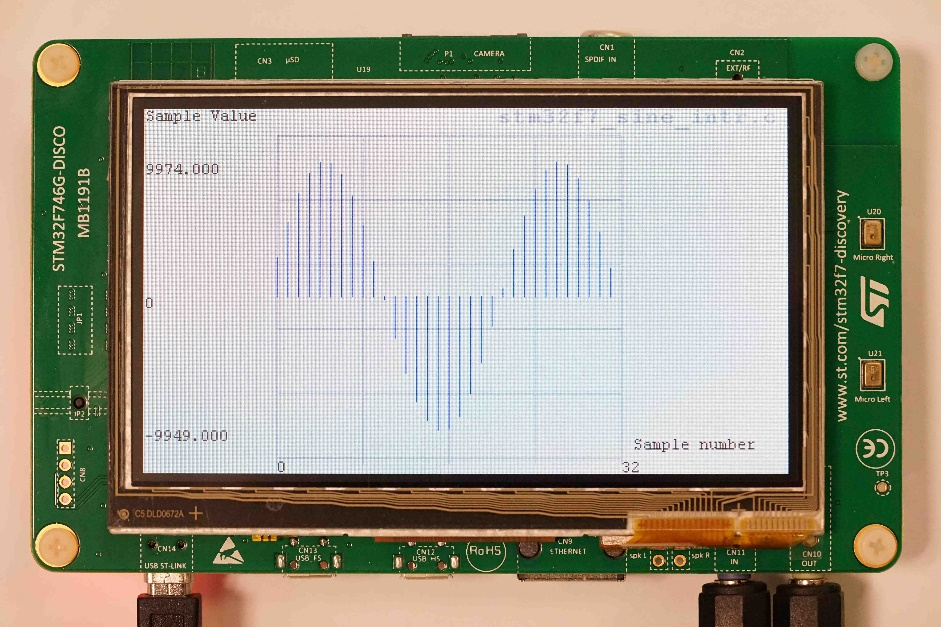 CN3 µSD
U19
P1 CAMERA
CN1
SPDIF IN
CN2
EXT/RF
STM32F746G-DISCO
MB1191B
Sample Value
stm32f7_sine_intr.c
9974.000
0
-9949.000
0
32
Sample number
U20
Micro Right
www.st.com/stm32f7-discovery
U21
Micro Left
CE
TP3
JP1
JP2
CN8
C5 DLD0672A
CN14
USB ST-LINK
CN13
USB FS
CN12
USB HS
RoHS
CN9
ETHERNET
spk L
spk R
CN11
IN
CN10
OUT